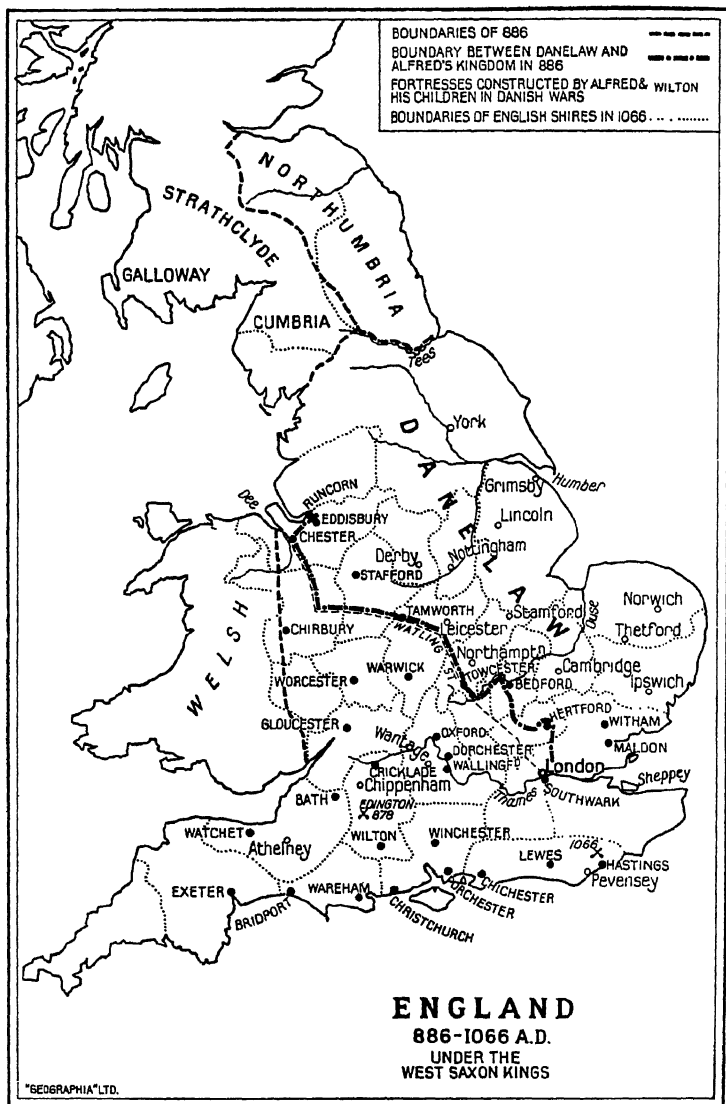 BOUNDARIES OF 886
BOUNDARY BETWEEN DANELAW AND
ALFRED'S KINGDOM IN 886
FORTRESSES CONSTRUCTED BY ALFRED & WILTON
HIS CHILDREN IN DANISH WARS
BOUNDARIES OF ENGLISH SHIRES IN 1066
NORTHUMBRIA
STRATHCLYDE
GALLOWAY
CUMBRIA
Tees
DANELAW
York
Humber
Grimsby
Dee
RUNCORN
EDDISBURY
CHESTER
Lincoln
Derby
Nottingham
STAFFORD
WELSH
TAMWORTH
Stamford
Ouse
Norwich
WATLING ST
Leicester
Thetford
CHIRBURY
Northampton
WORCESTER
WARWICK
TOWCESTER
BEDFORD
Cambridge
Ipswich
GLOUCESTER
HERTFORD
WITHAM
OXFORD
MALDON
Wantage
DORCHESTER
WALLINGFD
London
CRICKLADE
Chippenham
Thames
SOUTHWARK
Sheppey
BATH
EDINGTON
878
WATCHET
Athelney
WILTON
WINCHESTER
LEWES
1066
HASTINGS
Pevensey
EXETER
BRIDPORT
WAREHAM
CHRISTCHURCH
PORCHESTER
CHICHESTER
ENGLAND
886-1066 A.D.
UNDER THE
WEST SAXON KINGS
"GEOGRAPHIA" LTD.